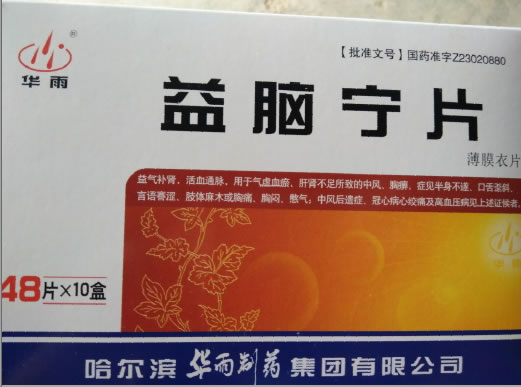 ®
华雨
【批准文号】国药准字Z23020880
益脑宁片
薄膜衣片
益气补肾，活血通脉。用于气虚血瘀，肝肾不足所致的中风、胸痹，症见半身不遂、口舌歪斜、
言语蹇涩、肢体麻木或胸痛、胸闷、憋气；中风后遗症、冠心病心绞痛及高血压病见上述证候者。
华雨
48片×10盒
哈尔滨华雨制药集团有限公司